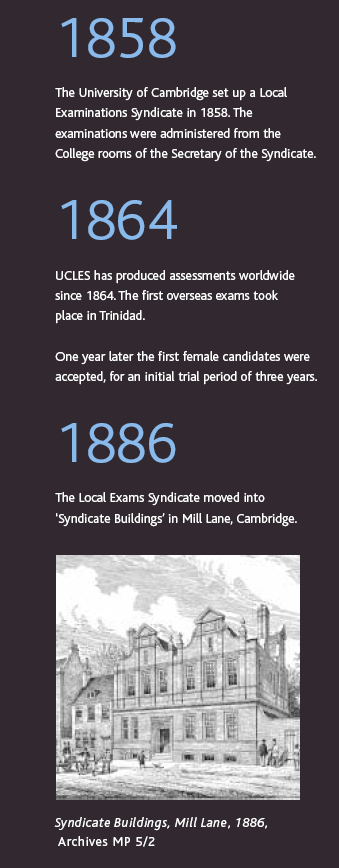 1858
The University of Cambridge set up a Local
Examinations Syndicate in 1858. The
examinations were administered from the
College rooms of the Secretary of the Syndicate.
1864
UCLES has produced assessments worldwide
since 1864. The first overseas exams took
place in Trinidad.
One year later the first female candidates were
accepted, for an initial trial period of three years.
1886
The Local Exams Syndicate moved into
'Syndicate Buildings' in Mill Lane, Cambridge.
Syndicate Buildings, Mill Lane, 1886,
Archives MP 5/2